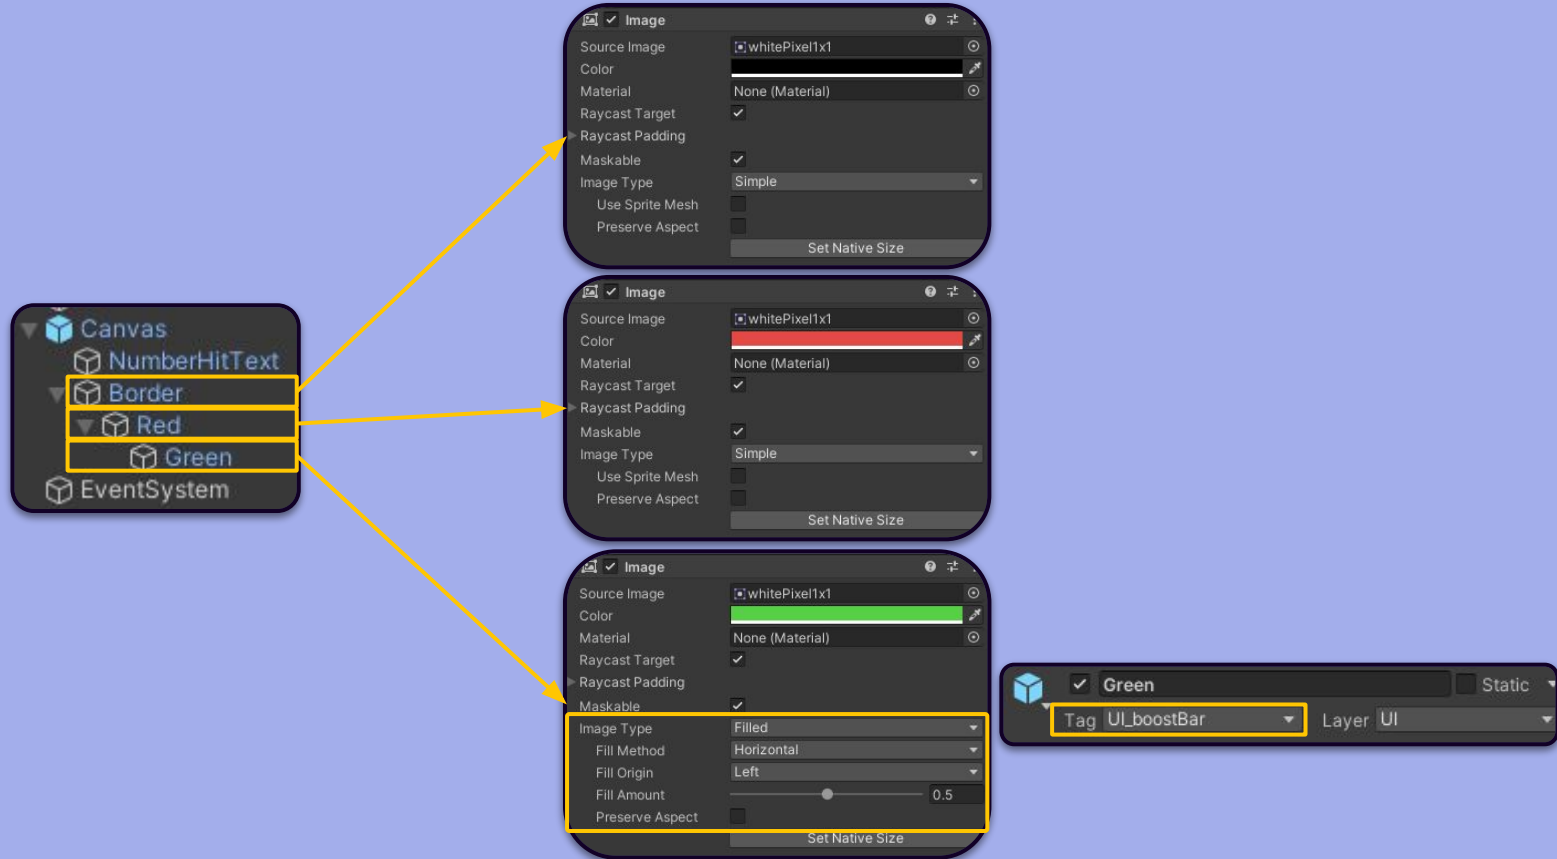 Canvas
NumberHitText
Border
Red
Green
EventSystem
Image
Source Image whitePixel1x1
Color
Material None (Material)
Raycast Target
Raycast Padding
Maskable
Image Type Simple
Use Sprite Mesh
Preserve Aspect
Set Native Size
Image
Source Image whitePixel1x1
Color
Material None (Material)
Raycast Target
Raycast Padding
Maskable
Image Type Simple
Use Sprite Mesh
Preserve Aspect
Set Native Size
Image
Source Image whitePixel1x1
Color
Material None (Material)
Raycast Target
Raycast Padding
Maskable
Image Type Filled
Fill Method Horizontal
Fill Origin Left
Fill Amount 0.5
Preserve Aspect
Set Native Size
Green Static
Tag UI_boostBar Layer UI